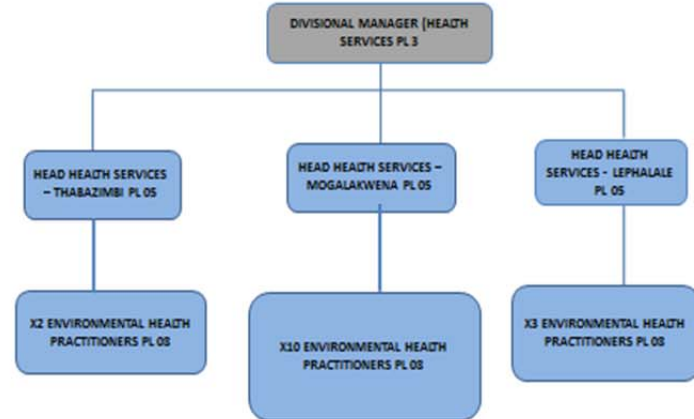 DIVISIONAL MANAGER (HEALTH
SERVICES PL 3
HEAD HEALTH SERVICES
– THABAZIMBI PL 05
HEAD HEALTH SERVICES –
MOGALAKWENA PL 05
HEAD HEALTH
SERVICES - LEPHALALE
PL 05
X2 ENVIRONMENTAL HEALTH
PRACTITIONERS PL 08
X10 ENVIRONMENTAL HEALTH
PRACTITIONERS PL 08
X3 ENVIRONMENTAL HEALTH
PRACTITIONERS PL 08